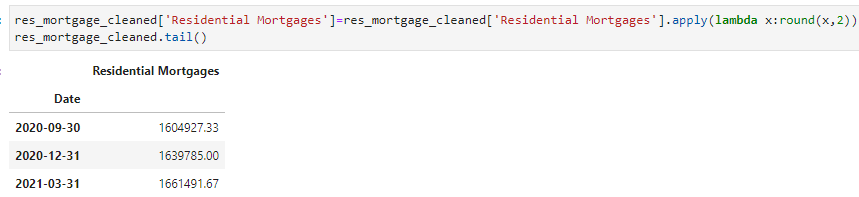 res_mortgage_cleaned['Residential Mortgages']=res_mortgage_cleaned['Residential Mortgages'].apply(lambda x:round(x,2))
res_mortgage_cleaned.tail()
Residential Mortgages
Date
2020-09-30 1604927.33
2020-12-31 1639785.00
2021-03-31 1661491.67